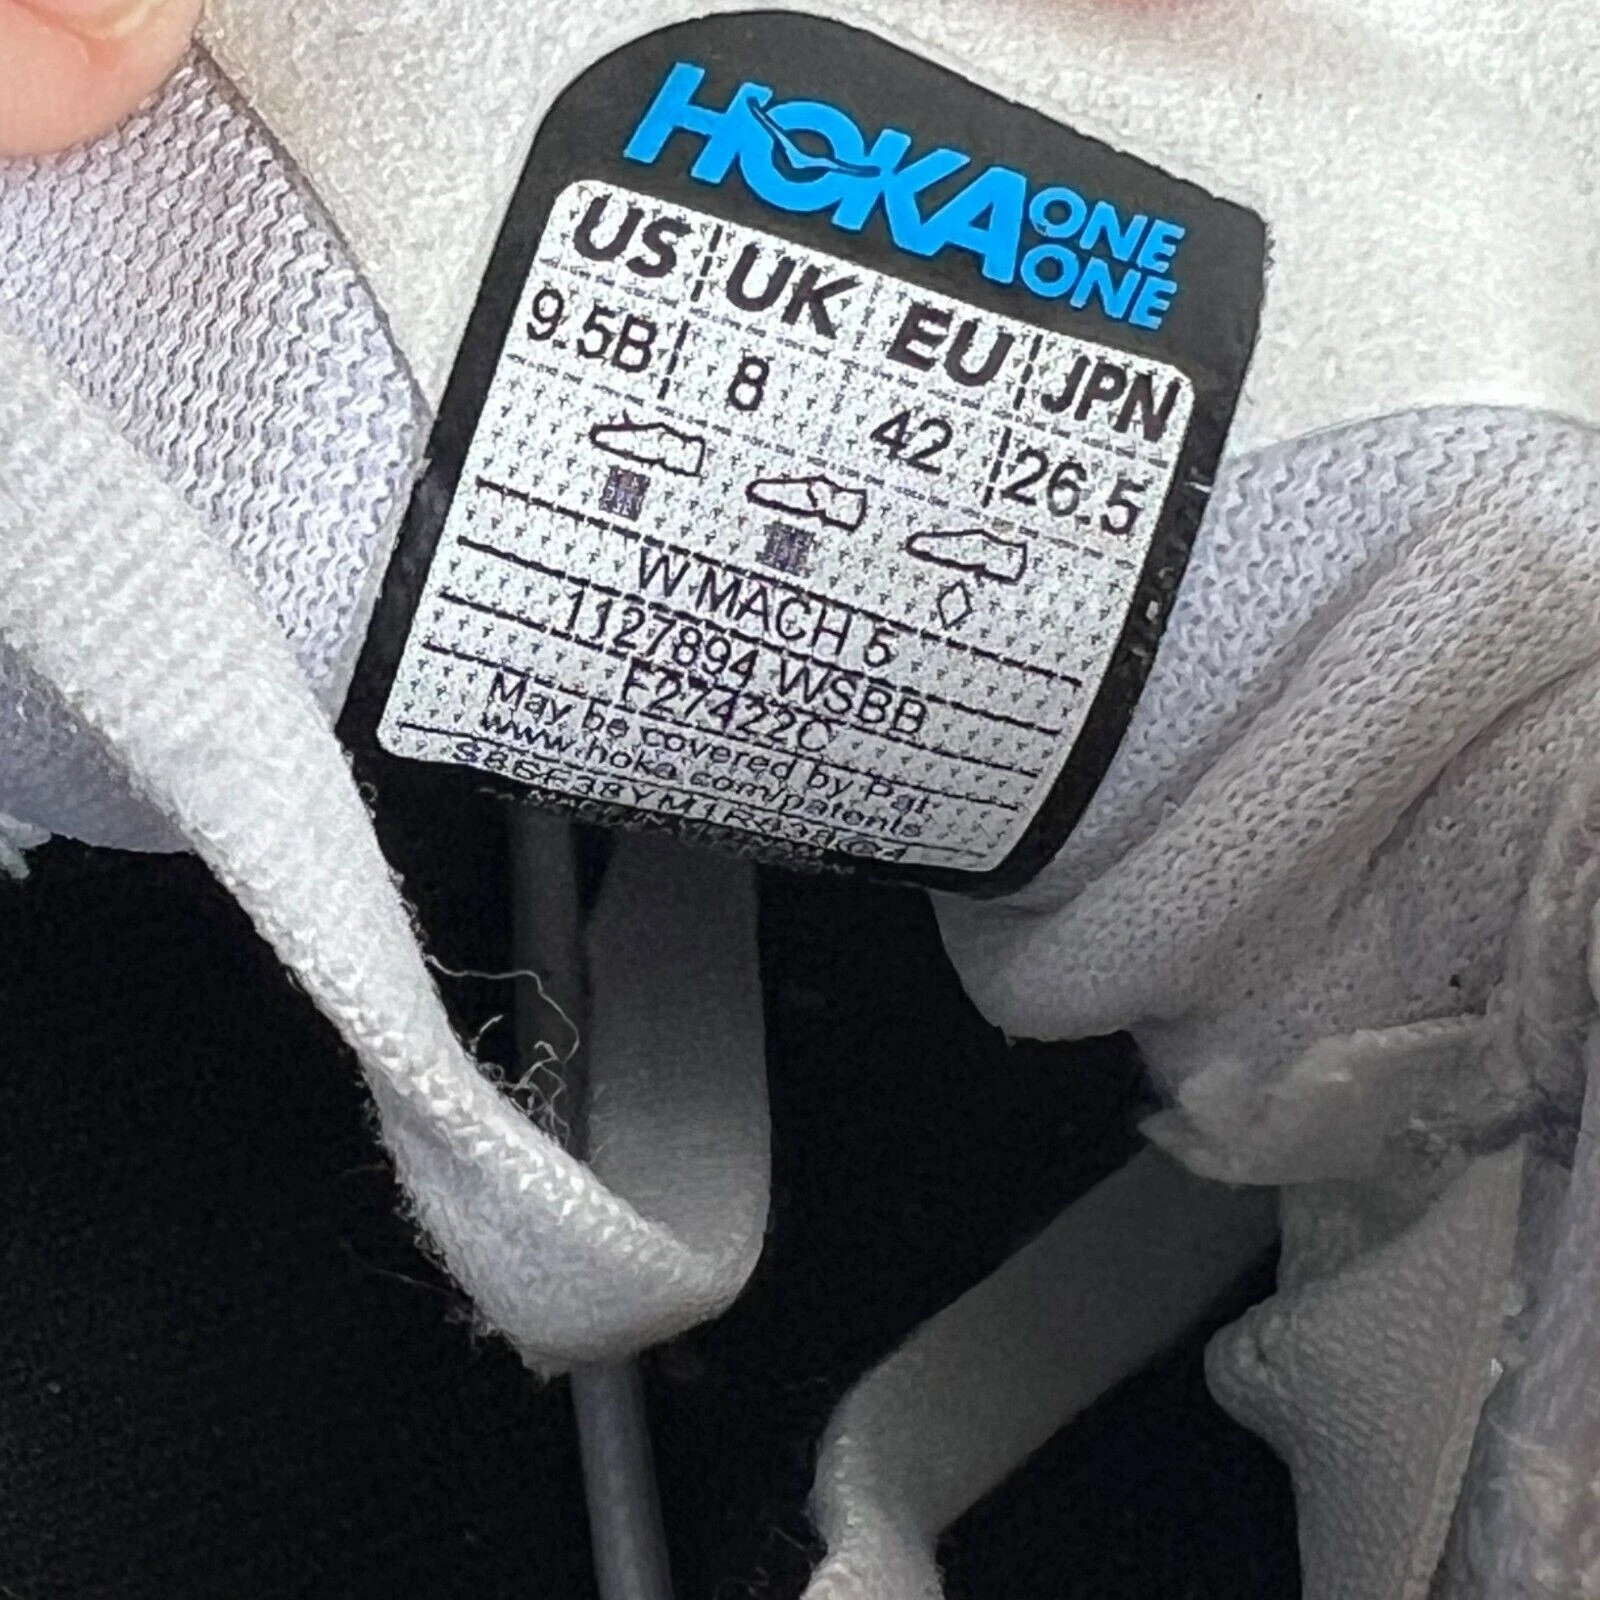 HOKA ONE ONE
US UK EU JPN
9.5B 8 42 26.5
W MACH 5
1127894 WSBB
F27422C
May be covered by Pat.
www.hoka.com/patents